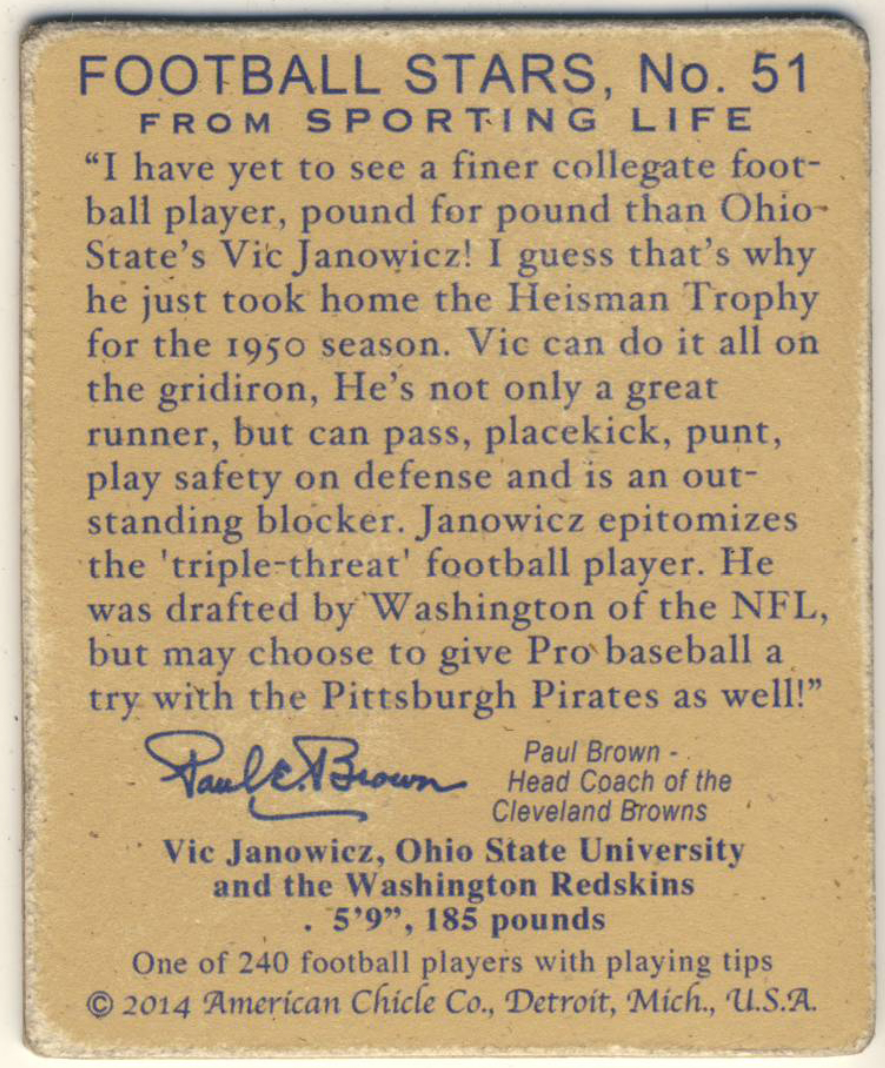 FOOTBALL STARS, No. 51
FROM SPORTING LIFE
“I have yet to see a finer collegate foot-
ball player, pound for pound than Ohio
State’s Vic Janowicz! I guess that’s why
he just took home the Heisman Trophy
for the 1950 season. Vic can do it all on
the gridiron, He’s not only a great
runner, but can pass, placekick, punt,
play safety on defense and is an out-
standing blocker. Janowicz epitomizes
the 'triple-threat' football player. He
was drafted by Washington of the NFL,
but may choose to give Pro baseball a
try with the Pittsburgh Pirates as well!”
Paul E. Brown
Paul Brown -
Head Coach of the
Cleveland Browns
Vic Janowicz, Ohio State University
and the Washington Redskins
5’9”, 185 pounds
One of 240 football players with playing tips
© 2014 American Chicle Co., Detroit, Mich., U.S.A.